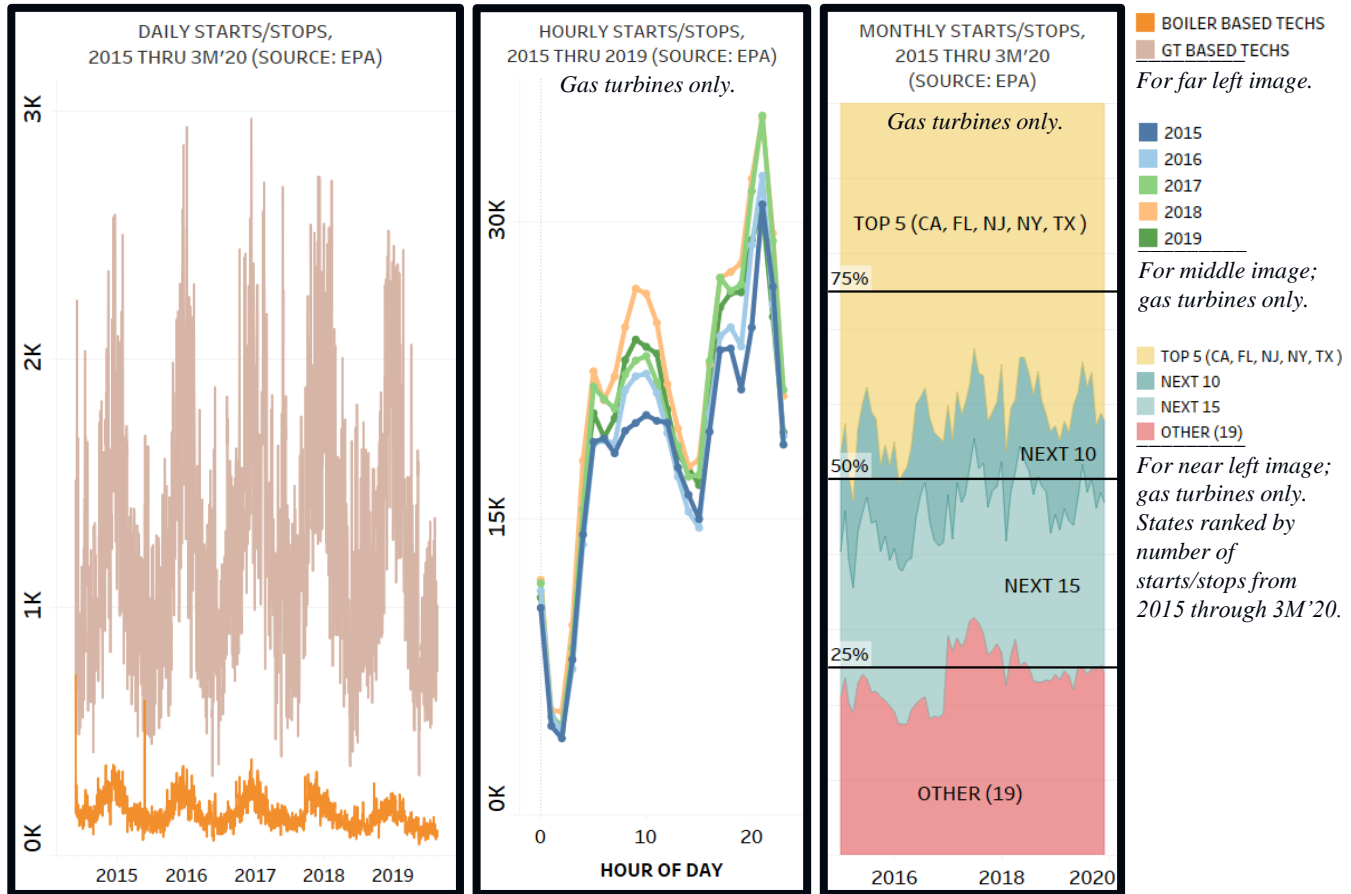 DAILY STARTS/STOPS,
2015 THRU 3M'20 (SOURCE: EPA)
3K
2K
1K
0K
2015 2016 2017 2018 2019
HOURLY STARTS/STOPS,
2015 THRU 2019 (SOURCE: EPA)
Gas turbines only.
30K
15K
0K
0 10 20
HOUR OF DAY
MONTHLY STARTS/STOPS,
2015 THRU 3M'20
(SOURCE: EPA)
Gas turbines only.
TOP 5 (CA, FL, NJ, NY, TX )
75%
NEXT 10
50%
NEXT 15
25%
OTHER (19)
2016 2018 2020
BOILER BASED TECHS
GT BASED TECHS
For far left image.
2015
2016
2017
2018
2019
For middle image;
gas turbines only.
TOP 5 (CA, FL, NJ, NY, TX )
NEXT 10
NEXT 15
OTHER (19)
For near left image;
gas turbines only.
States ranked by
number of
starts/stops from
2015 through 3M'20.